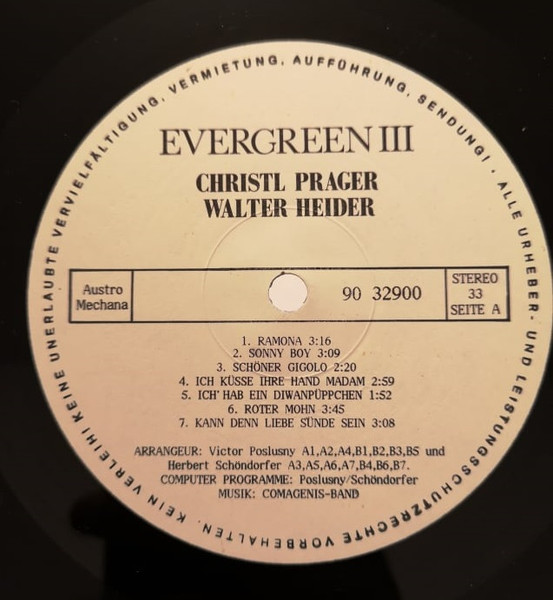 ALLE URHEBER- UND LEISTUNGSSCHUTZRECHTE VORBEHALTEN. KEIN VERLEIH! KEINE UNERLAUBTE VERVIELFÄLTIGUNG, VERMIETUNG, AUFFÜHRUNG, SENDUNG!
EVERGREEN III
CHRISTL PRAGER
WALTER HEIDER
Austro
Mechana
90 32900
STEREO
33
SEITE A
1. RAMONA 3:16
2. SONNY BOY 3:09
3. SCHÖNER GIGOLO 2:20
4. ICH KÜSSE IHRE HAND MADAM 2:59
5. ICH' HAB EIN DIWANPÜPPCHEN 1:52
6. ROTER MOHN 3:45
7. KANN DENN LIEBE SÜNDE SEIN 3:08
ARRANGEUR: Victor Poslusny A1,A2,A4,B1,B2,B3,B5 und
Herbert Schöndorfer A3,A5,A6,A7,B4,B6,B7.
COMPUTER PROGRAMME: Poslusny/Schöndorfer
MUSIK: COMAGENIS-BAND